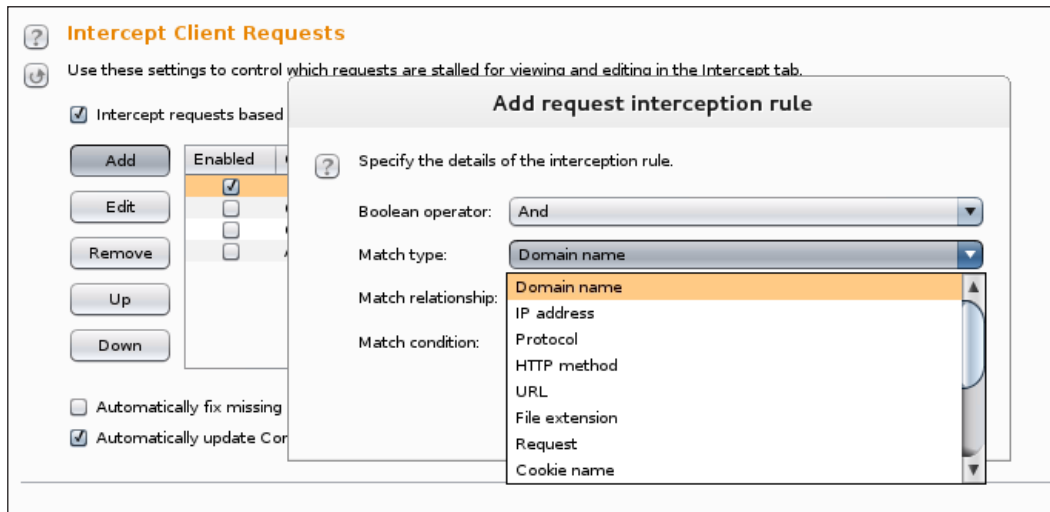 Intercept Client Requests
Use these settings to control which requests are stalled for viewing and editing in the Intercept tab.
Intercept requests based
Add
Edit
Remove
Up
Down
Enabled
Automatically fix missing
Automatically update Con
Add request interception rule
Specify the details of the interception rule.
Boolean operator: And
Match type: Domain name
Match relationship:
Match condition:
Domain name
IP address
Protocol
HTTP method
URL
File extension
Request
Cookie name